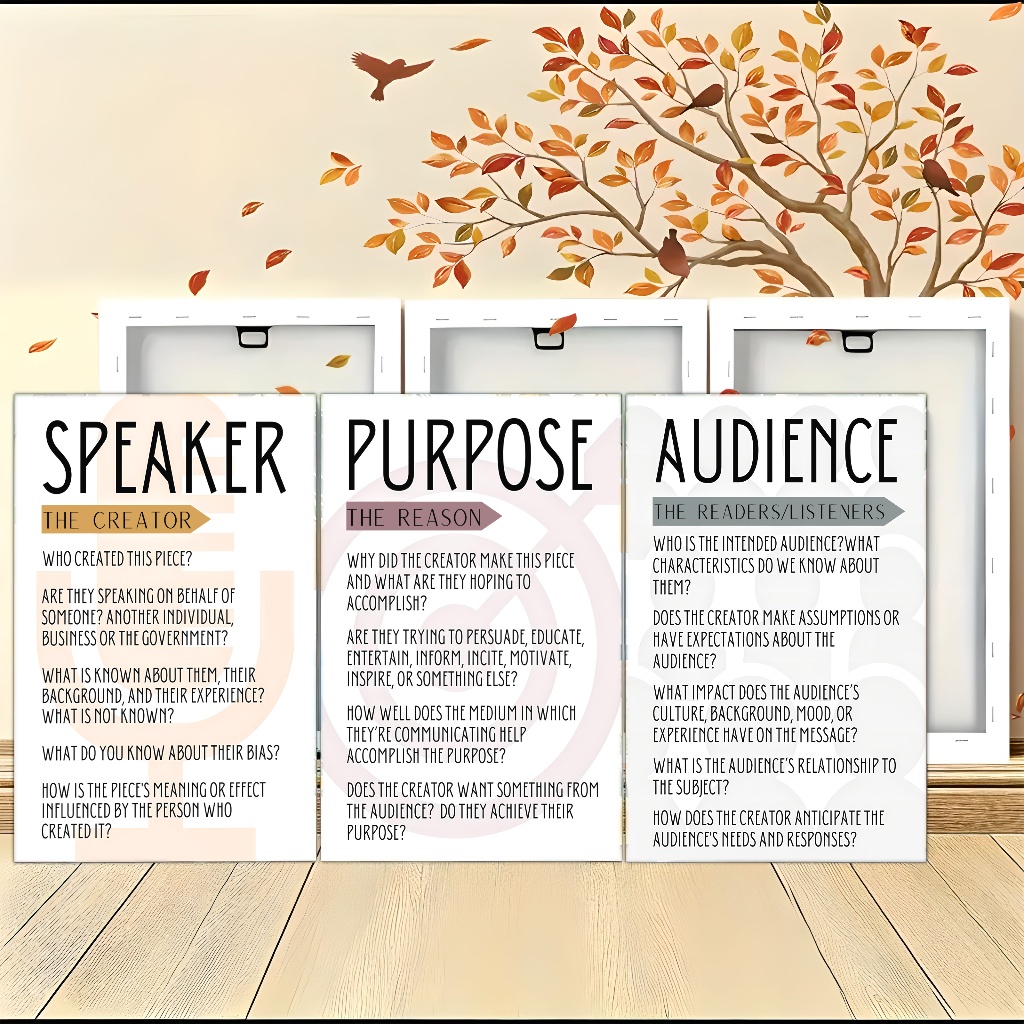 SPEAKER
THE CREATOR
WHO CREATED THIS PIECE?
ARE THEY SPEAKING ON BEHALF OF
SOMEONE? ANOTHER INDIVIDUAL,
BUSINESS OR THE GOVERNMENT?
WHAT IS KNOWN ABOUT THEM, THEIR
BACKGROUND, AND THEIR EXPERIENCE?
WHAT IS NOT KNOWN?
WHAT DO YOU KNOW ABOUT THEIR BIAS?
HOW IS THE PIECE'S MEANING OR EFFECT
INFLUENCED BY THE PERSON WHO
CREATED IT?
PURPOSE
THE REASON
WHY DID THE CREATOR MAKE THIS PIECE
AND WHAT ARE THEY HOPING TO
ACCOMPLISH?
ARE THEY TRYING TO PERSUADE, EDUCATE,
ENTERTAIN, INFORM, INCITE, MOTIVATE,
INSPIRE, OR SOMETHING ELSE?
HOW WELL DOES THE MEDIUM IN WHICH
THEY'RE COMMUNICATING HELP
ACCOMPLISH THE PURPOSE?
DOES THE CREATOR WANT SOMETHING FROM
THE AUDIENCE? DO THEY ACHIEVE THEIR
PURPOSE?
AUDIENCE
THE READERS/LISTENERS
WHO IS THE INTENDED AUDIENCE?WHAT
CHARACTERISTICS DO WE KNOW ABOUT
THEM?
DOES THE CREATOR MAKE ASSUMPTIONS OR
HAVE EXPECTATIONS ABOUT THE
AUDIENCE?
WHAT IMPACT DOES THE AUDIENCE'S
CULTURE, BACKGROUND, MOOD, OR
EXPERIENCE HAVE ON THE MESSAGE?
WHAT IS THE AUDIENCE'S RELATIONSHIP TO
THE SUBJECT?
HOW DOES THE CREATOR ANTICIPATE THE
AUDIENCE'S NEEDS AND RESPONSES?